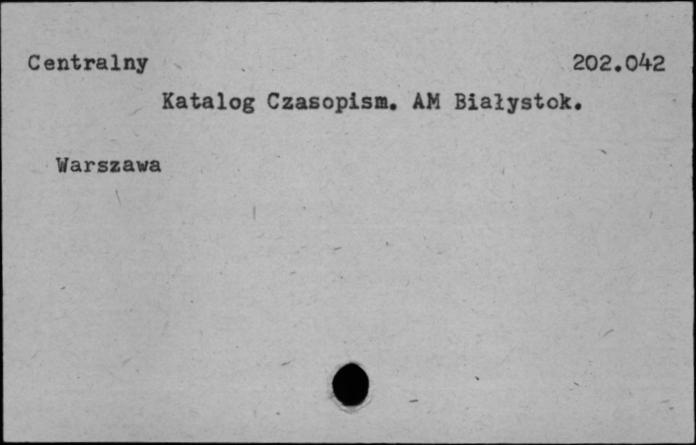 Centralny 202.042
Katalog Czasopism. AM Białystok.
Warszawa